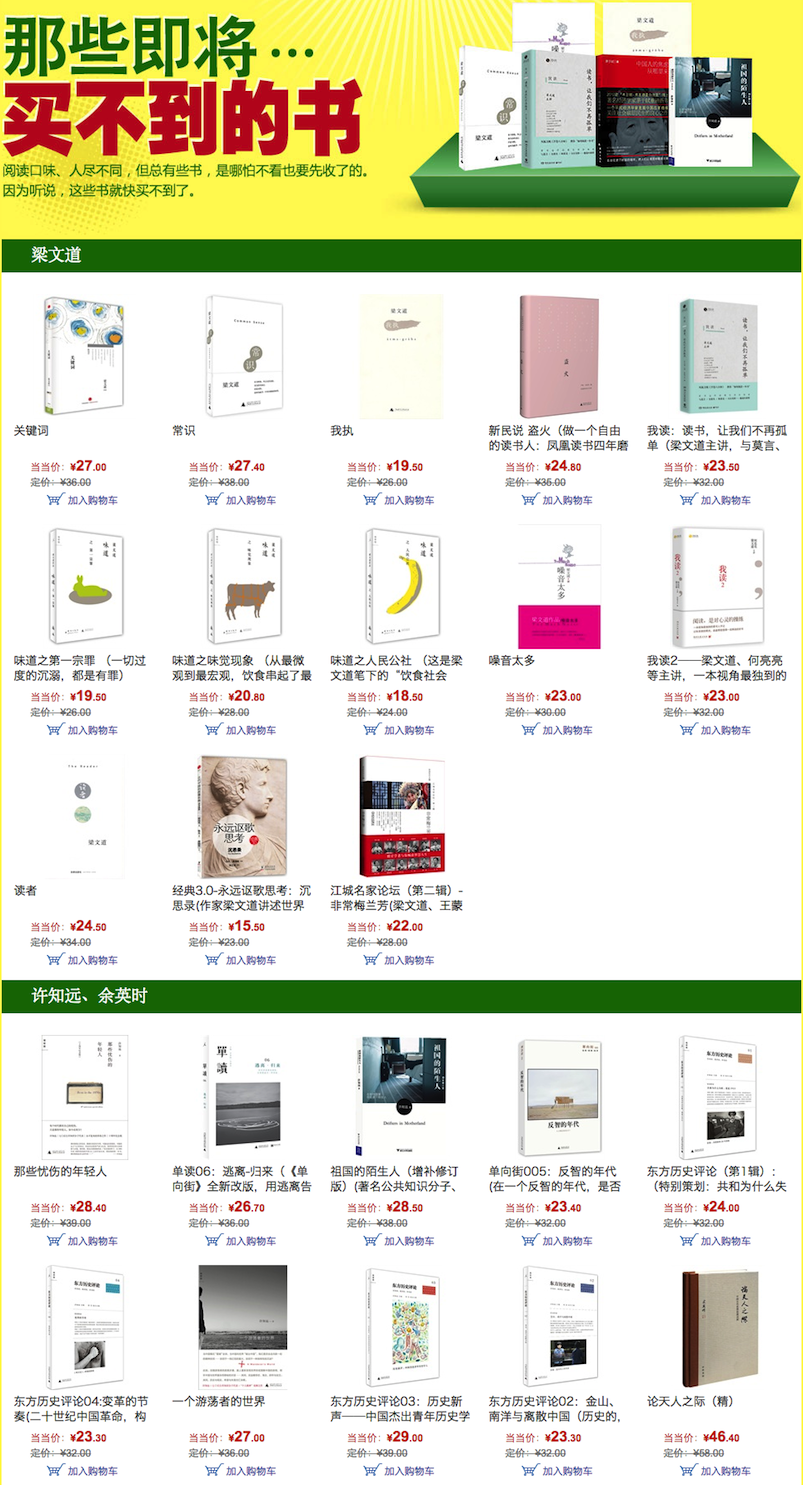 那些即将…
买不到的书
阅读口味、人尽不同，但总有些书，是哪怕不看也要先收了的。
因为听说，这些书就快买不到了。
梁文道
关键词
当当价：¥27.00
定价：¥36.00
加入购物车
常识
当当价：¥27.40
定价：¥38.00
加入购物车
我执
当当价：¥19.50
定价：¥26.00
加入购物车
新民说 盗火（做一个自由
的读书人：凤凰读书四年磨
当当价：¥24.80
定价：¥35.00
加入购物车
我读：读书，让我们不再孤
单（梁文道主讲，与莫言、
当当价：¥23.50
定价：¥32.00
加入购物车
味道之第一宗罪 （一切过
度的沉溺，都是有罪）
当当价：¥19.50
定价：¥26.00
加入购物车
味道之味觉现象 （从最微
观到最宏观，饮食串起了最
当当价：¥20.80
定价：¥28.00
加入购物车
味道之人民公社 （这是梁
文道笔下的“饮食社会
当当价：¥18.50
定价：¥24.00
加入购物车
噪音太多
当当价：¥23.00
定价：¥30.00
加入购物车
我读2——梁文道、何亮亮
等主讲，一本视角最独到的
当当价：¥23.00
定价：¥32.00
加入购物车
读者
当当价：¥24.50
定价：¥34.00
加入购物车
经典3.0-永远讴歌思考：沉
思录(作家梁文道讲述世界
当当价：¥15.50
定价：¥23.00
加入购物车
江城名家论坛（第二辑）-
非常梅兰芳(梁文道、王蒙
当当价：¥22.00
定价：¥28.00
加入购物车
许知远、余英时
那些忧伤的年轻人
当当价：¥28.40
定价：¥39.00
加入购物车
单读06：逃离-归来（《单
向街》全新改版，用逃离告
当当价：¥26.70
定价：¥36.00
加入购物车
祖国的陌生人（增补修订
版）(著名公共知识分子、
当当价：¥28.50
定价：¥38.00
加入购物车
单向街005：反智的年代
(在一个反智的年代，是否
当当价：¥23.40
定价：¥32.00
加入购物车
东方历史评论（第1辑）：
（特别策划：共和为什么失
当当价：¥24.00
定价：¥32.00
加入购物车
东方历史评论04:变革的节
奏(二十世纪中国革命，构
当当价：¥23.30
定价：¥32.00
加入购物车
一个游荡者的世界
当当价：¥27.00
定价：¥36.00
加入购物车
东方历史评论03：历史新
声——中国杰出青年历史学
当当价：¥29.00
定价：¥39.00
加入购物车
东方历史评论02：金山、
南洋与离散中国（历史的，
当当价：¥23.30
定价：¥32.00
加入购物车
论天人之际（精）
当当价：¥46.40
定价：¥58.00
加入购物车